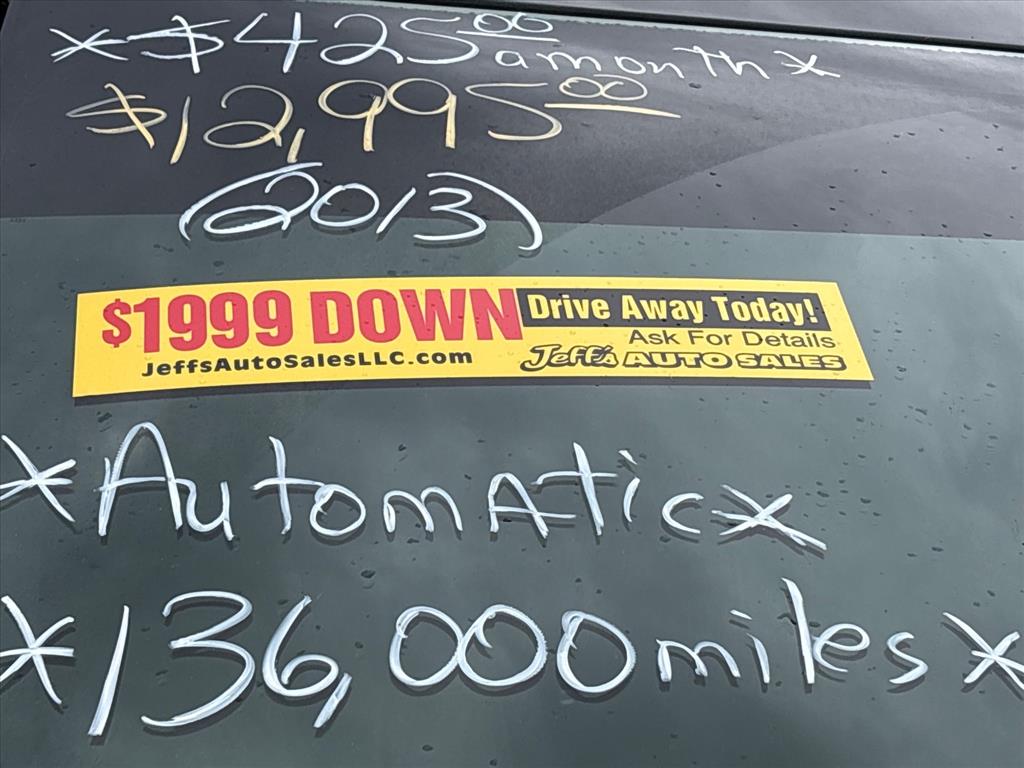 *$425.00 a month*
$12,995.00
(2013)
$1999 DOWN Drive Away Today!
Ask For Details
JeffsAutoSalesLLC.com Jeff's AUTO SALES
*Automatic*
*136,000 miles*